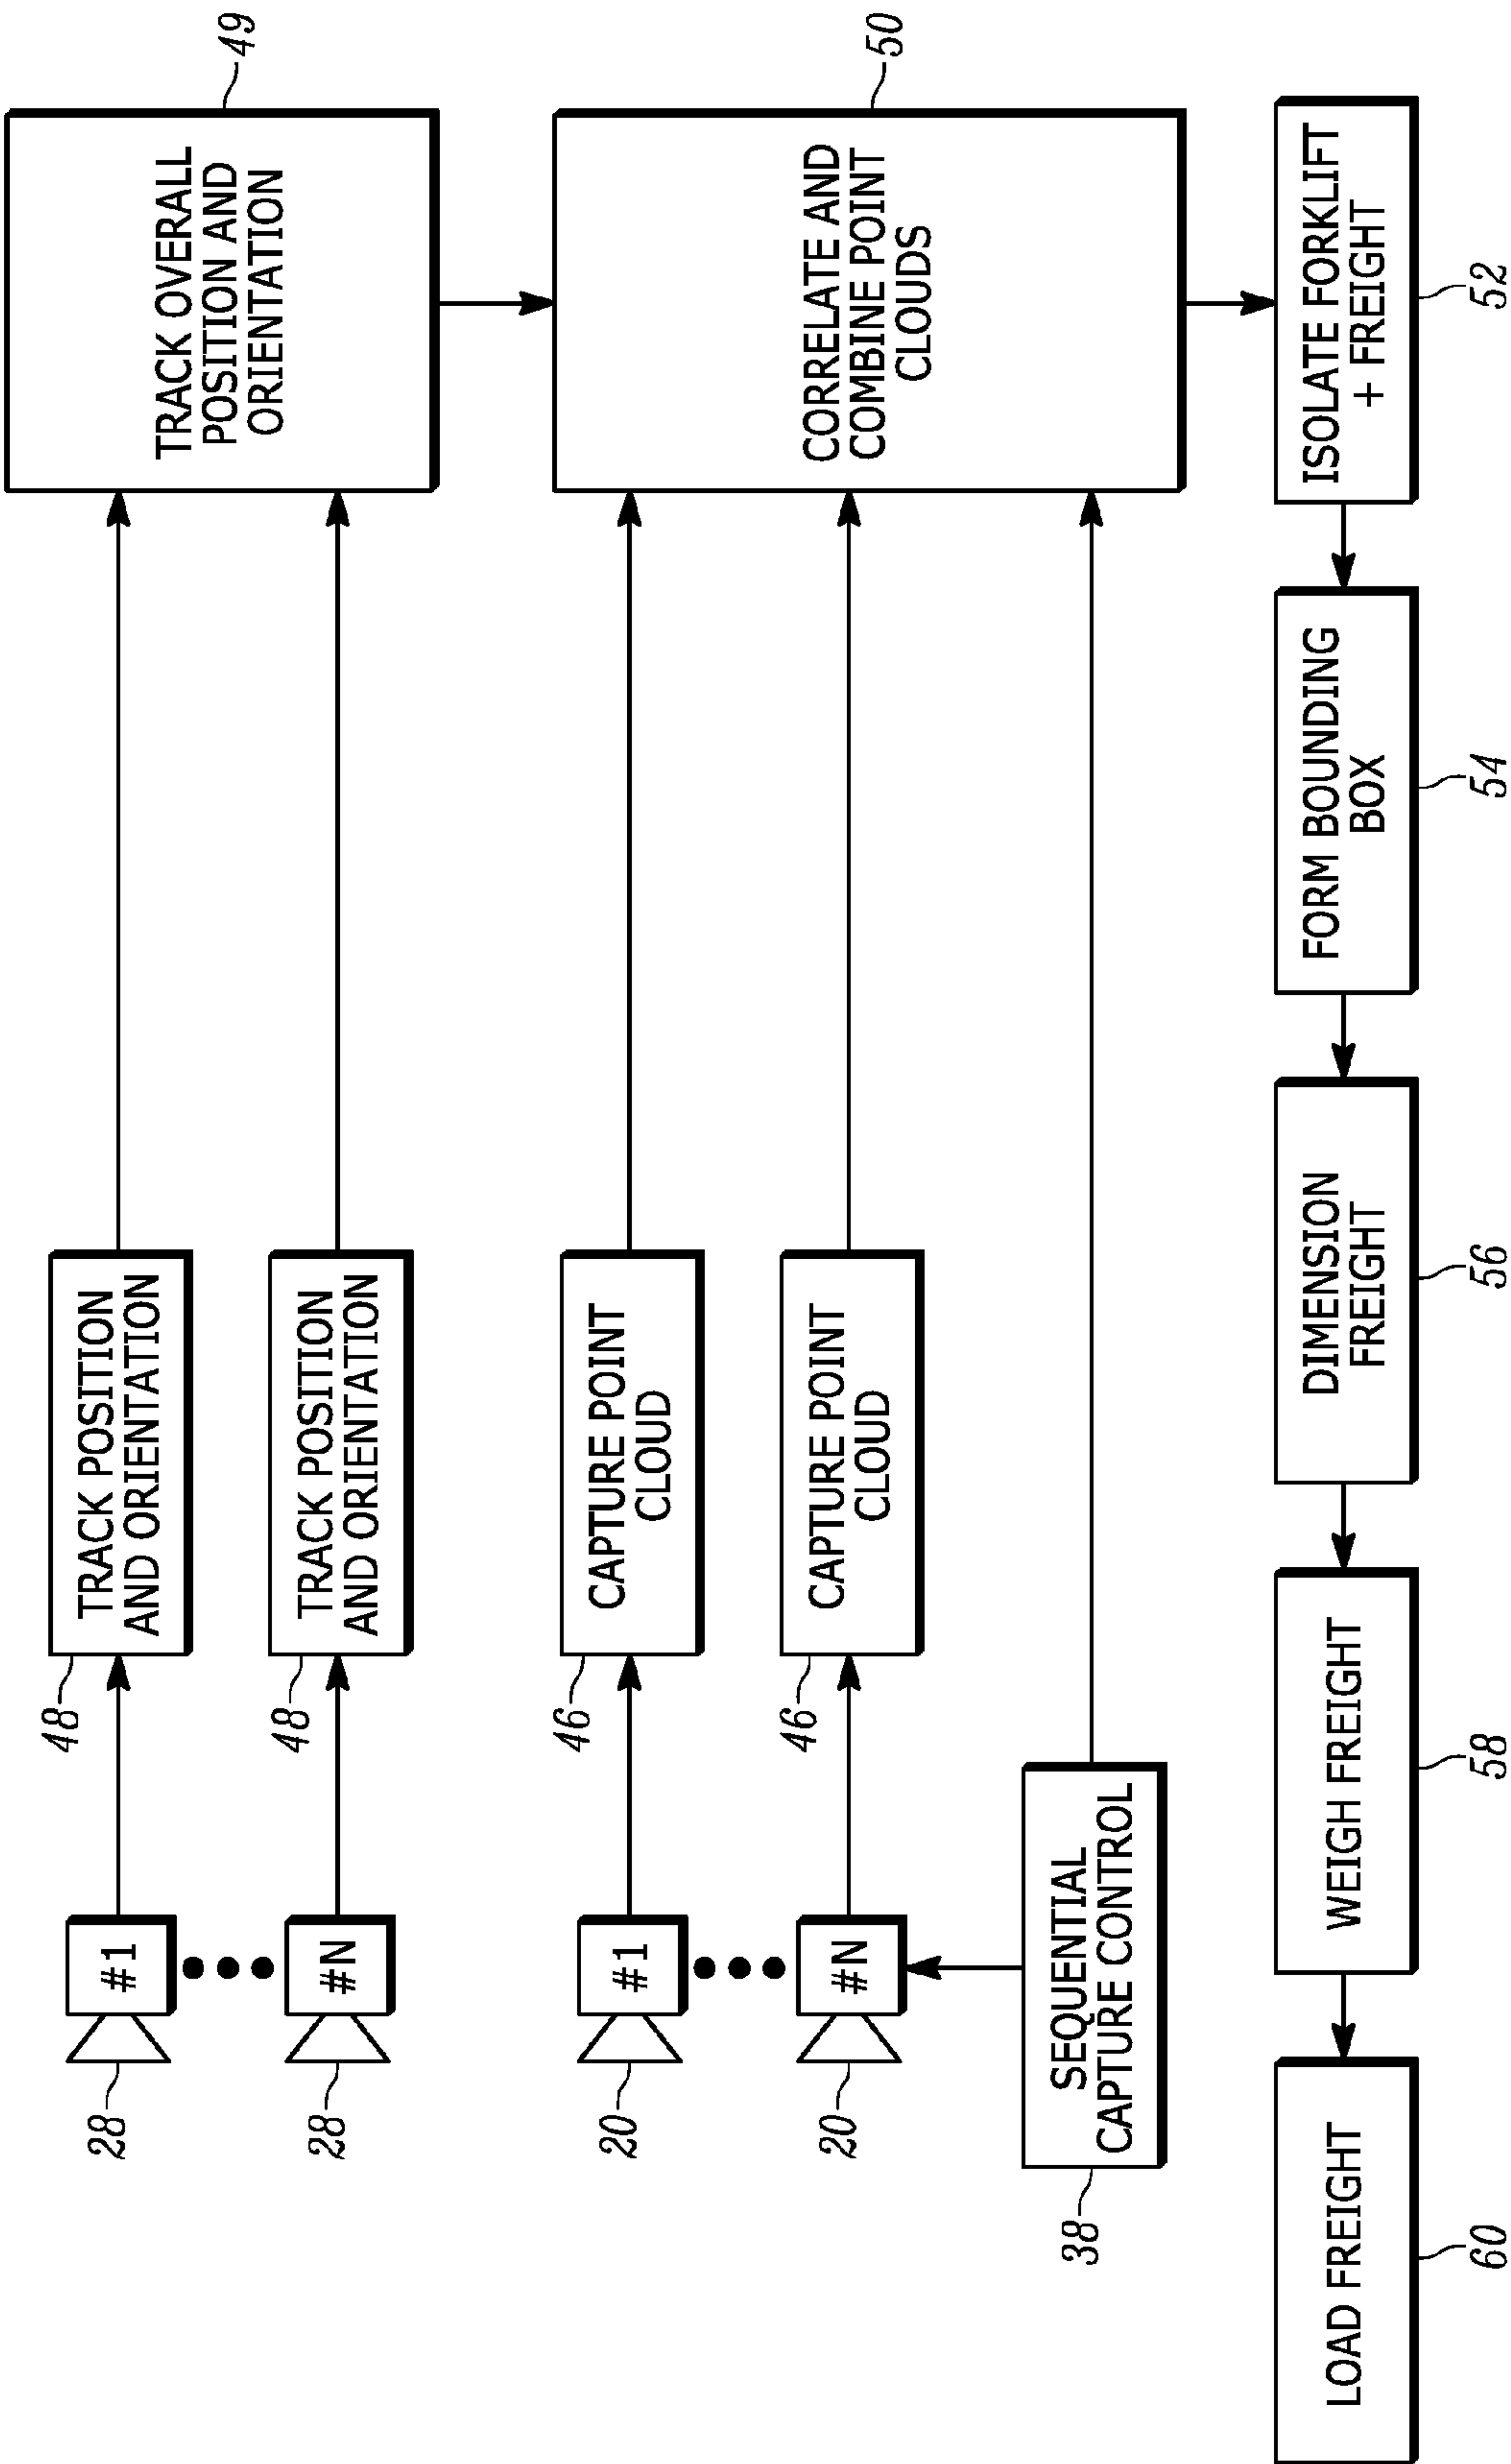 28
#1
48
TRACK POSITION
AND ORIENTATION
TRACK OVERALL
POSITION AND
ORIENTATION
49
28
#N
48
TRACK POSITION
AND ORIENTATION
20
#1
46
CAPTURE POINT
CLOUD
CORRELATE AND
COMBINE POINT
CLOUDS
50
20
#N
46
CAPTURE POINT
CLOUD
38
SEQUENTIAL
CAPTURE CONTROL
ISOLATE FORKLIFT
+ FREIGHT
52
FORM BOUNDING
BOX
54
DIMENSION
FREIGHT
56
WEIGH FREIGHT
58
LOAD FREIGHT
60